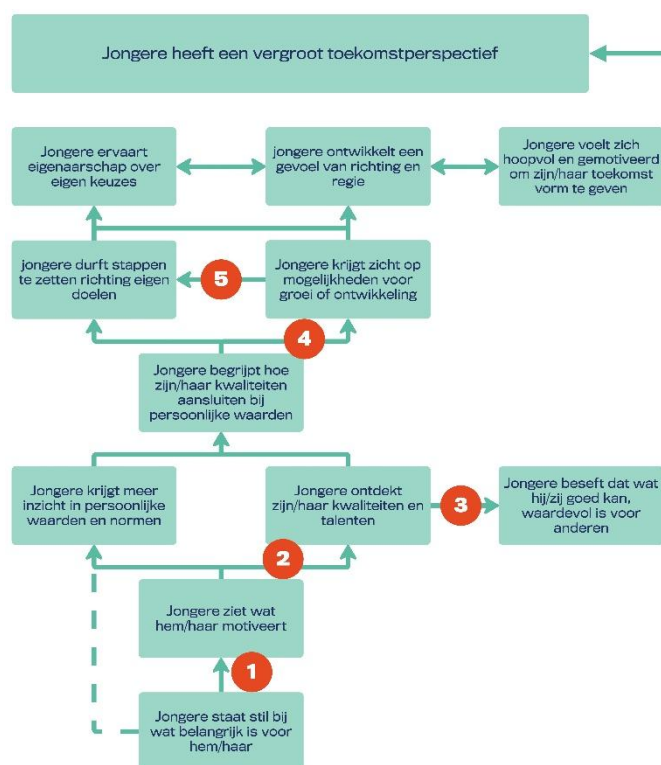 Jongere heeft een vergroot toekomstperspectief
Jongere ervaart
eigenaarschap over
eigen keuzes
jongere ontwikkelt een
gevoel van richting en
regie
Jongere voelt zich
hoopvol en gemotiveerd
om zijn/haar toekomst
vorm te geven
jongere durft stappen
te zetten richting eigen
doelen
5
Jongere krijgt zicht op
mogelijkheden voor
groei of ontwikkeling
4
Jongere begrijpt hoe
zijn/haar kwaliteiten
aansluiten bij
persoonlijke waarden
Jongere krijgt meer
inzicht in persoonlijke
waarden en normen
Jongere ontdekt
zijn/haar kwaliteiten en
talenten
3
Jongere beseft dat wat
hij/zij goed kan,
waardevol is voor
anderen
2
Jongere ziet wat
hem/haar motiveert
1
Jongere staat stil bij
wat belangrijk is voor
hem/haar